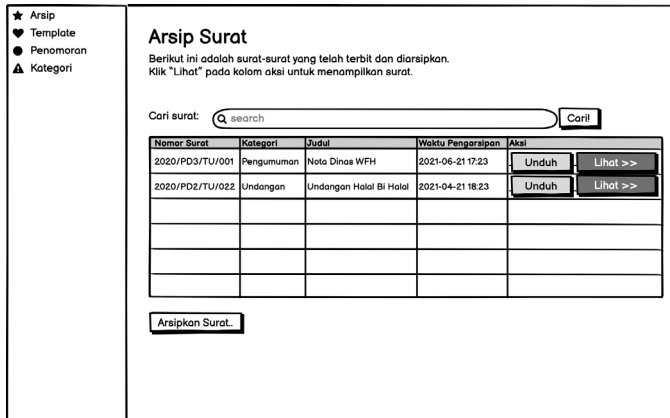 Arsip
Template
Penomoran
Kategori
Arsip Surat
Berikut ini adalah surat-surat yang telah terbit dan diarsipkan.
Klik "Lihat" pada kolom aksi untuk menampilkan surat.
Cari surat: search Cari!
Nomor Surat Kategori Judul Waktu Pengarsipan Aksi
2020/PD3/TU/001 Pengumuman Nota Dinas WFH 2021-06-21 17:23 Unduh Lihat >>
2020/PD2/TU/022 Undangan Undangan Halal Bi Halal 2021-04-21 18:23 Unduh Lihat >>
Arsipkan Surat..